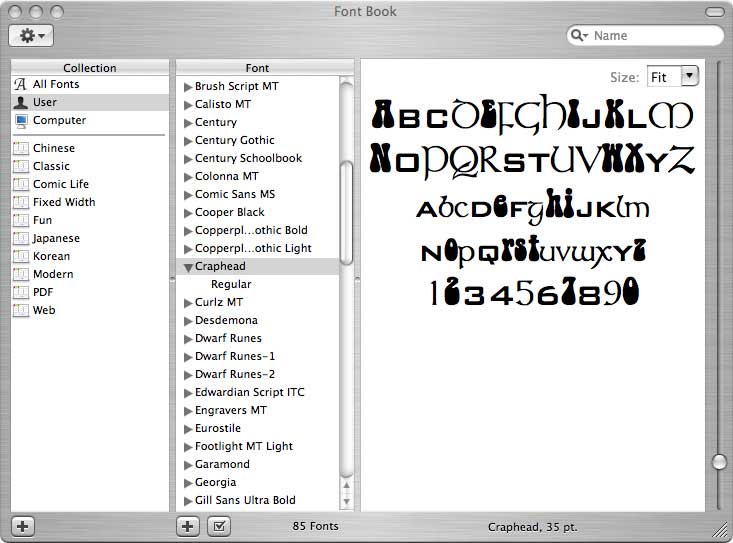 Font Book
Name
Collection
All Fonts
User
Computer
Chinese
Classic
Comic Life
Fixed Width
Fun
Japanese
Korean
Modern
PDF
Web
Font
Brush Script MT
Calisto MT
Century
Century Gothic
Century Schoolbook
Colonna MT
Comic Sans MS
Cooper Black
Copperpl...othic Bold
Copperpl...othic Light
Craphead
Regular
Curlz MT
Desdemona
Dwarf Runes
Dwarf Runes-1
Dwarf Runes-2
Edwardian Script ITC
Engravers MT
Eurostile
Footlight MT Light
Garamond
Georgia
Gill Sans Ultra Bold
85 Fonts
Size: Fit
ABCDEFGHIJKLM
NOPQRSTUVWXYZ
abcdefghijklm
nopqrstuvwxyz
1234567890
Craphead, 35 pt.